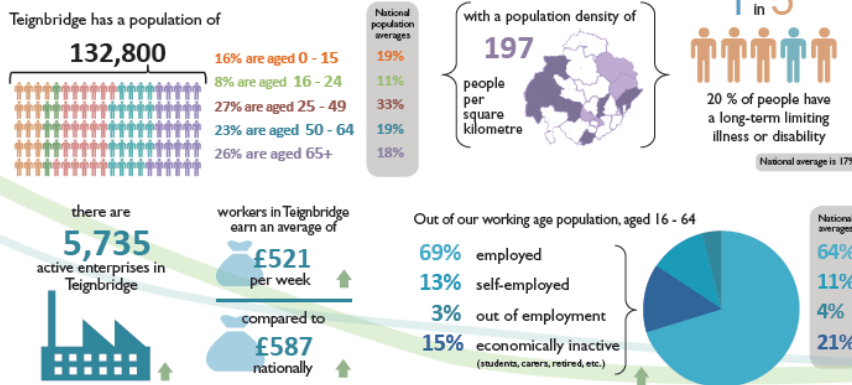 Teignbridge has a population of
132,800
16% are aged 0 - 15
8% are aged 16 - 24
27% are aged 25 - 49
23% are aged 50 - 64
26% are aged 65+
National
population
averages
19%
11%
33%
19%
18%
with a population density of
197
people
per
square
kilometre
in
20 % of people have
a long-term limiting
illness or disability
National average is 17%
there are
5,735
active enterprises in
Teignbridge
workers in Teignbridge
earn an average of
£521
per week
compared to
£587
nationally
Out of our working age population, aged 16 - 64
69% employed
13% self-employed
3% out of employment
15% economically inactive
(students, carers, retired, etc.)
National
averages
64%
11%
4%
21%